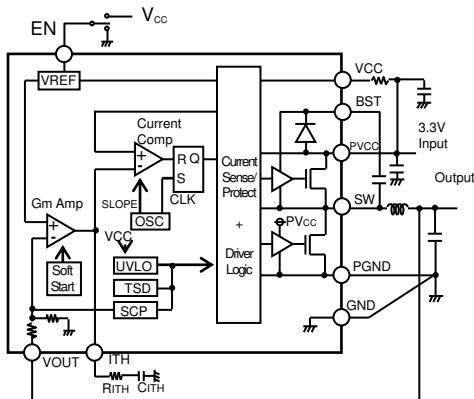 EN
VCC
VREF
VCC
BST
Current
Comp
3.3V
Input
PVCC
+
-
R Q
S
CLK
Current
Sense/
Protect
+
Driver
Logic
Gm Amp
SLOPE
OSC
Output
SW
+
-
VCC
PVCC
Soft
Start
UVLO
TSD
SCP
PGND
GND
VOUT
ITH
RITH
CITH